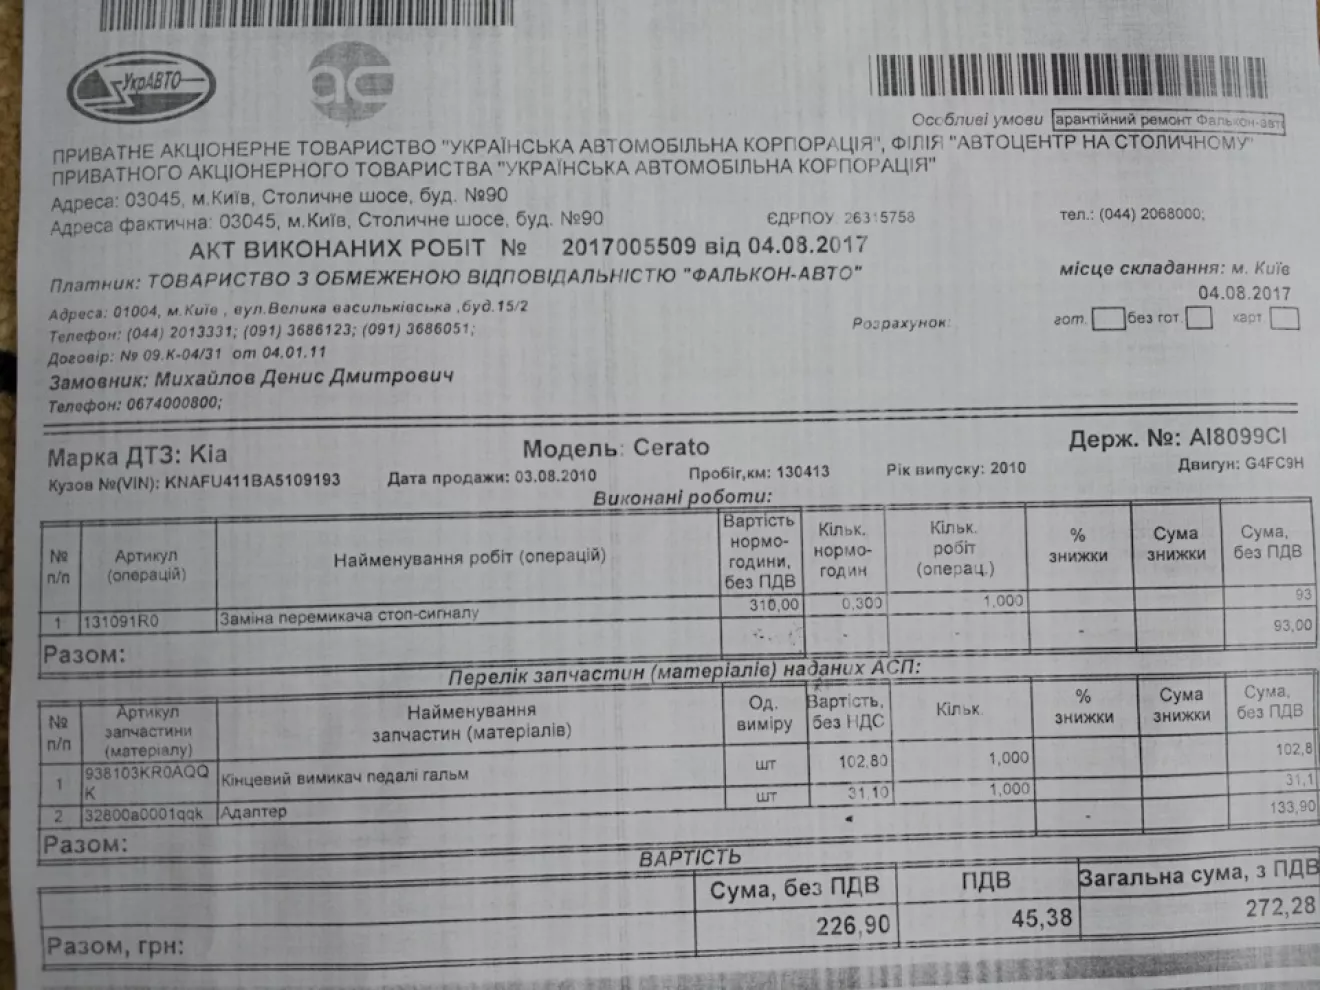 УкрАВТО
ас
Особливі умови арантійний ремонт Фалькон-авт
ПРИВАТНЕ АКЦІОНЕРНЕ ТОВАРИСТВО "УКРАЇНСЬКА АВТОМОБІЛЬНА КОРПОРАЦІЯ", ФІЛІЯ "АВТОЦЕНТР НА СТОЛИЧНОМУ"
ПРИВАТНОГО АКЦІОНЕРНОГО ТОВАРИСТВА "УКРАЇНСЬКА АВТОМОБІЛЬНА КОРПОРАЦІЯ"
Адреса: 03045, м.Київ, Столичне шосе, буд. №90
Адреса фактична: 03045, м.Київ, Столичне шосе, буд. №90 ЄДРПОУ 26315758 тел.: (044) 2068000;
АКТ ВИКОНАНИХ РОБІТ № 2017005509 від 04.08.2017
Платник: ТОВАРИСТВО З ОБМЕЖЕНОЮ ВІДПОВІДАЛЬНІСТЮ "ФАЛЬКОН-АВТО" місце складання: м. Київ
04.08.2017
Адреса: 01004, м.Київ , вул.Велика васильківська ,буд.15/2
Телефон: (044) 2013331; (091) 3686123; (091) 3686051; Розрахунок: гот. без гот. карт.
Договір: № 09.К-04/31 от 04.01.11
Замовник: Михайлов Денис Дмитрович
Телефон: 0674000800;
Марка ДТЗ: Kia Модель: Cerato Держ. №: AI8099CI
Кузов №(VIN): KNAFU411BA5109193 Дата продажи: 03.08.2010 Пробіг,км: 130413 Рік випуску: 2010 Двигун: G4FC9H
Виконані роботи:
№ п/п Артикул (операцій) Найменування робіт (операцій) Вартість нормо-години, без ПДВ Кільк. нормо-годин Кільк. робіт (операц.) % знижки Сума знижки Сума, без ПДВ
1 131091R0 Заміна перемикача стоп-сигналу 310,00 0,300 1,000 93
Разом: - - - - 93,00
Перелік запчастин (матеріалів) наданих АСП:
№ п/п Артикул запчастини (матеріалу) Найменування запчастин (матеріалів) Од. виміру Вартість, без НДС Кільк. % знижки Сума знижки Сума, без ПДВ
1 938103KR0AQQK Кінцевий вимикач педалі гальм шт 102,80 1,000 102,8
2 32800a0001qqk Адаптер шт 31,10 1,000 31,1
Разом: - 133,90
ВАРТІСТЬ
Сума, без ПДВ ПДВ Загальна сума, з ПДВ
Разом, грн: 226,90 45,38 272,28